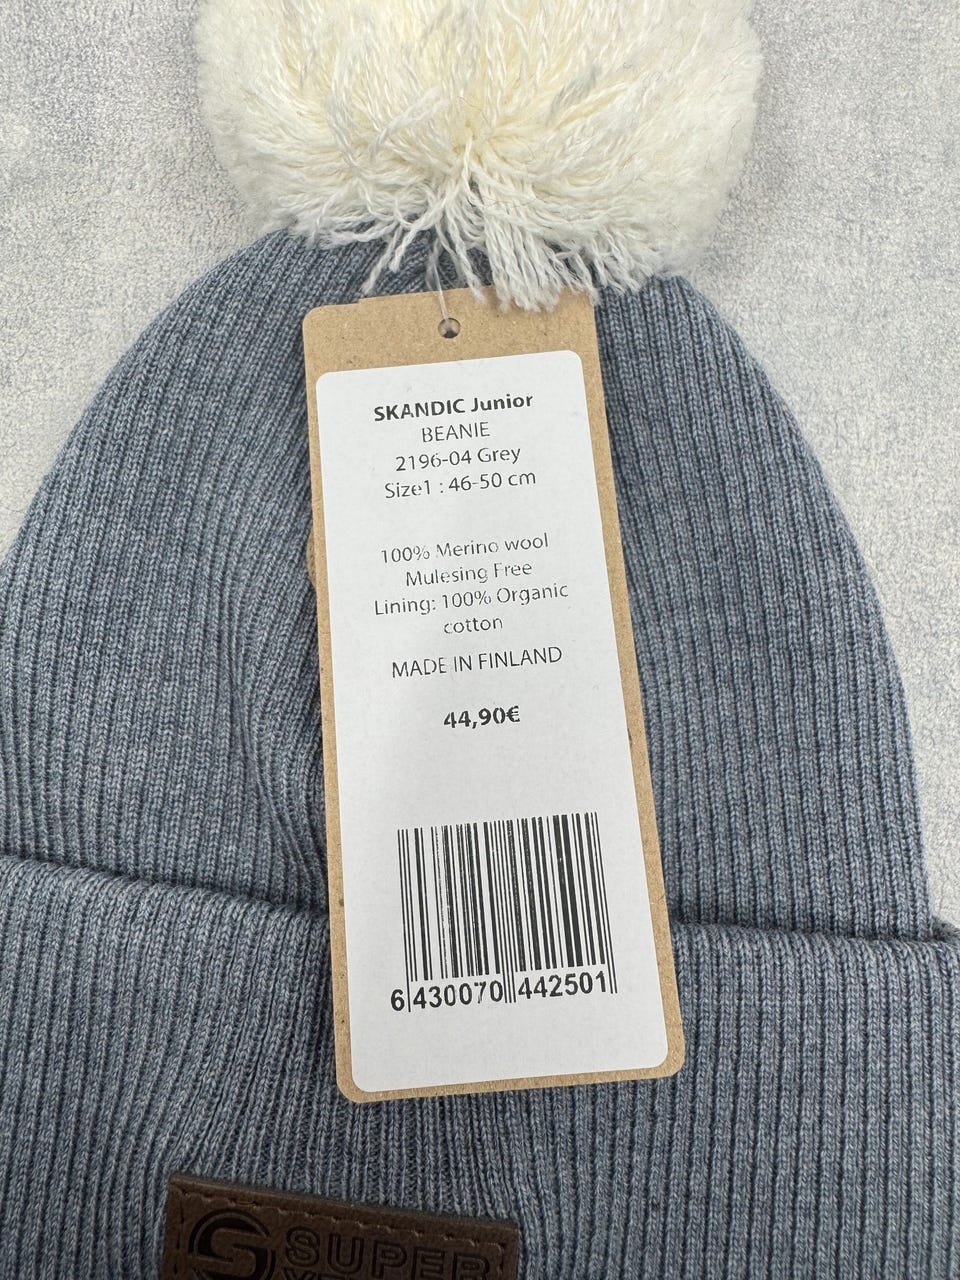 SKANDIC Junior
BEANIE
2196-04 Grey
Size1 : 46-50 cm
100% Merino wool
Mulesing Free
Lining: 100% Organic
cotton
MADE IN FINLAND
44,90€
6 430070 442501
SUPER